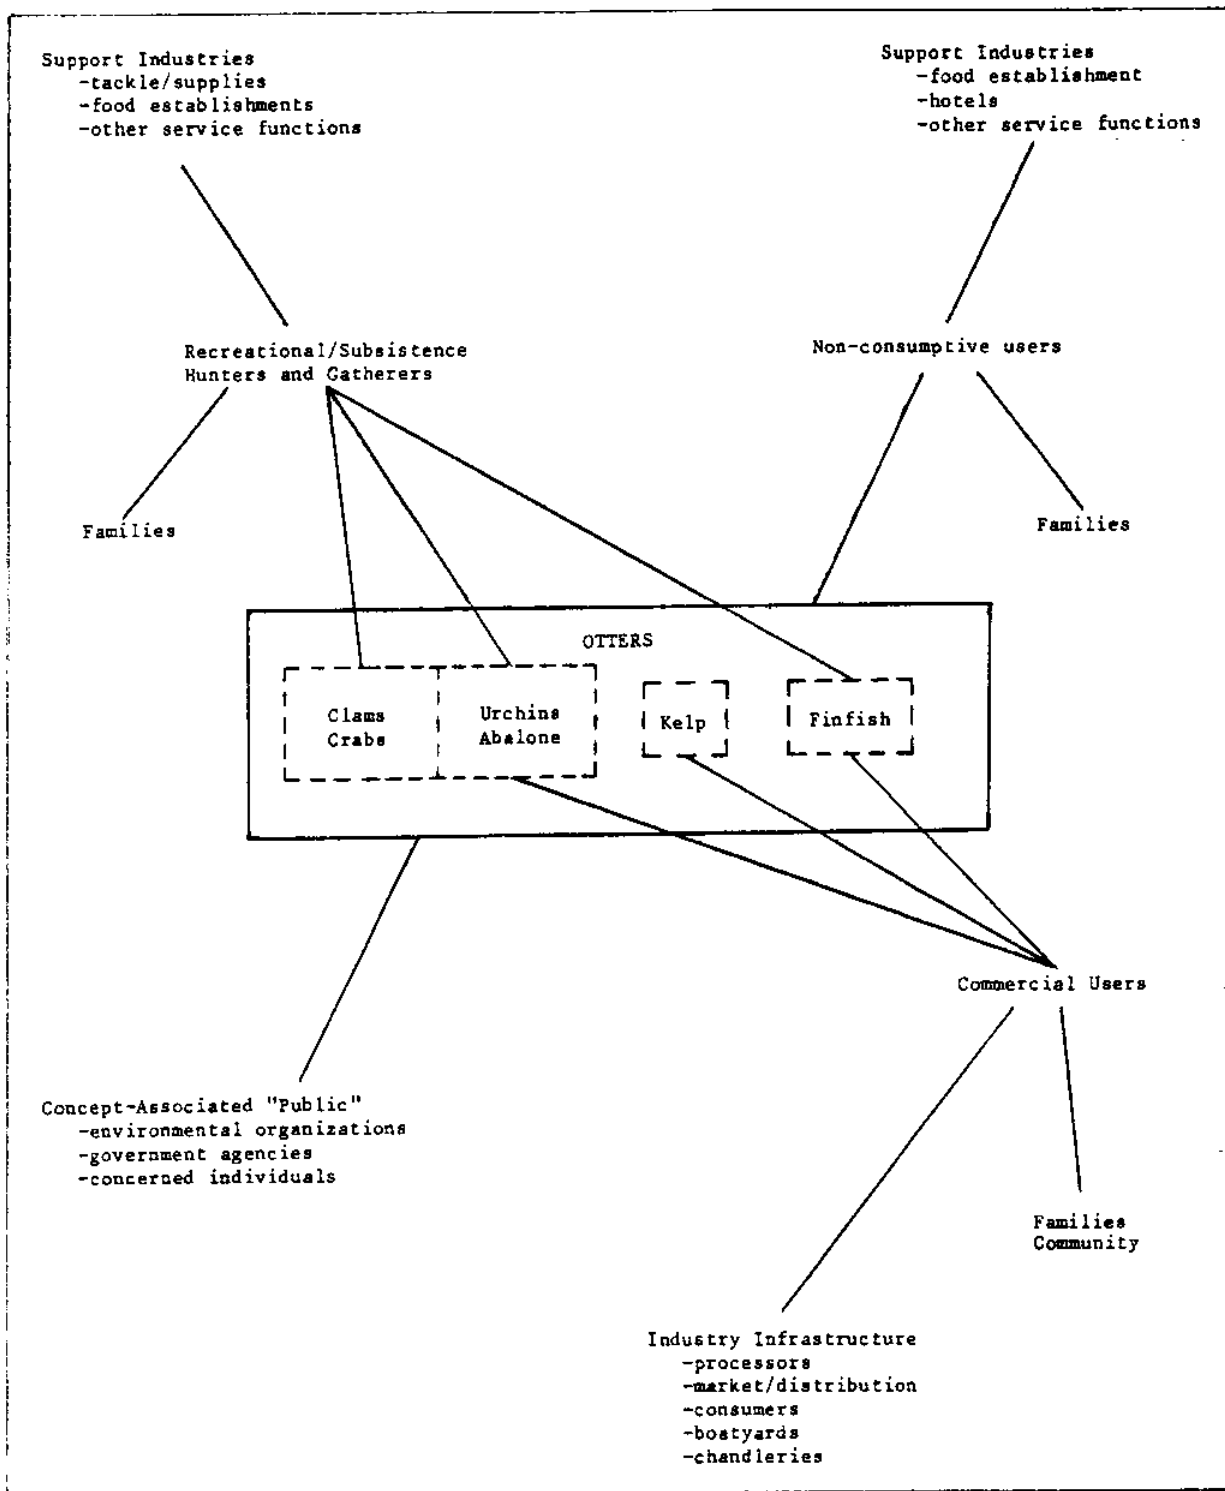 Support Industries
-tackle/supplies
-food establishments
-other service functions
Support Industries
-food establishment
-hotels
-other service functions
Recreational/Subsistence
Hunters and Gatherers
Non-consumptive users
Families
Families
OTTERS
Clams
Crabs
Urchins
Abalone
Kelp
Finfish
Commercial Users
Concept-Associated "Public"
-environmental organizations
-government agencies
-concerned individuals
Families
Community
Industry Infrastructure
-processors
-market/distribution
-consumers
-boatyards
-chandleries